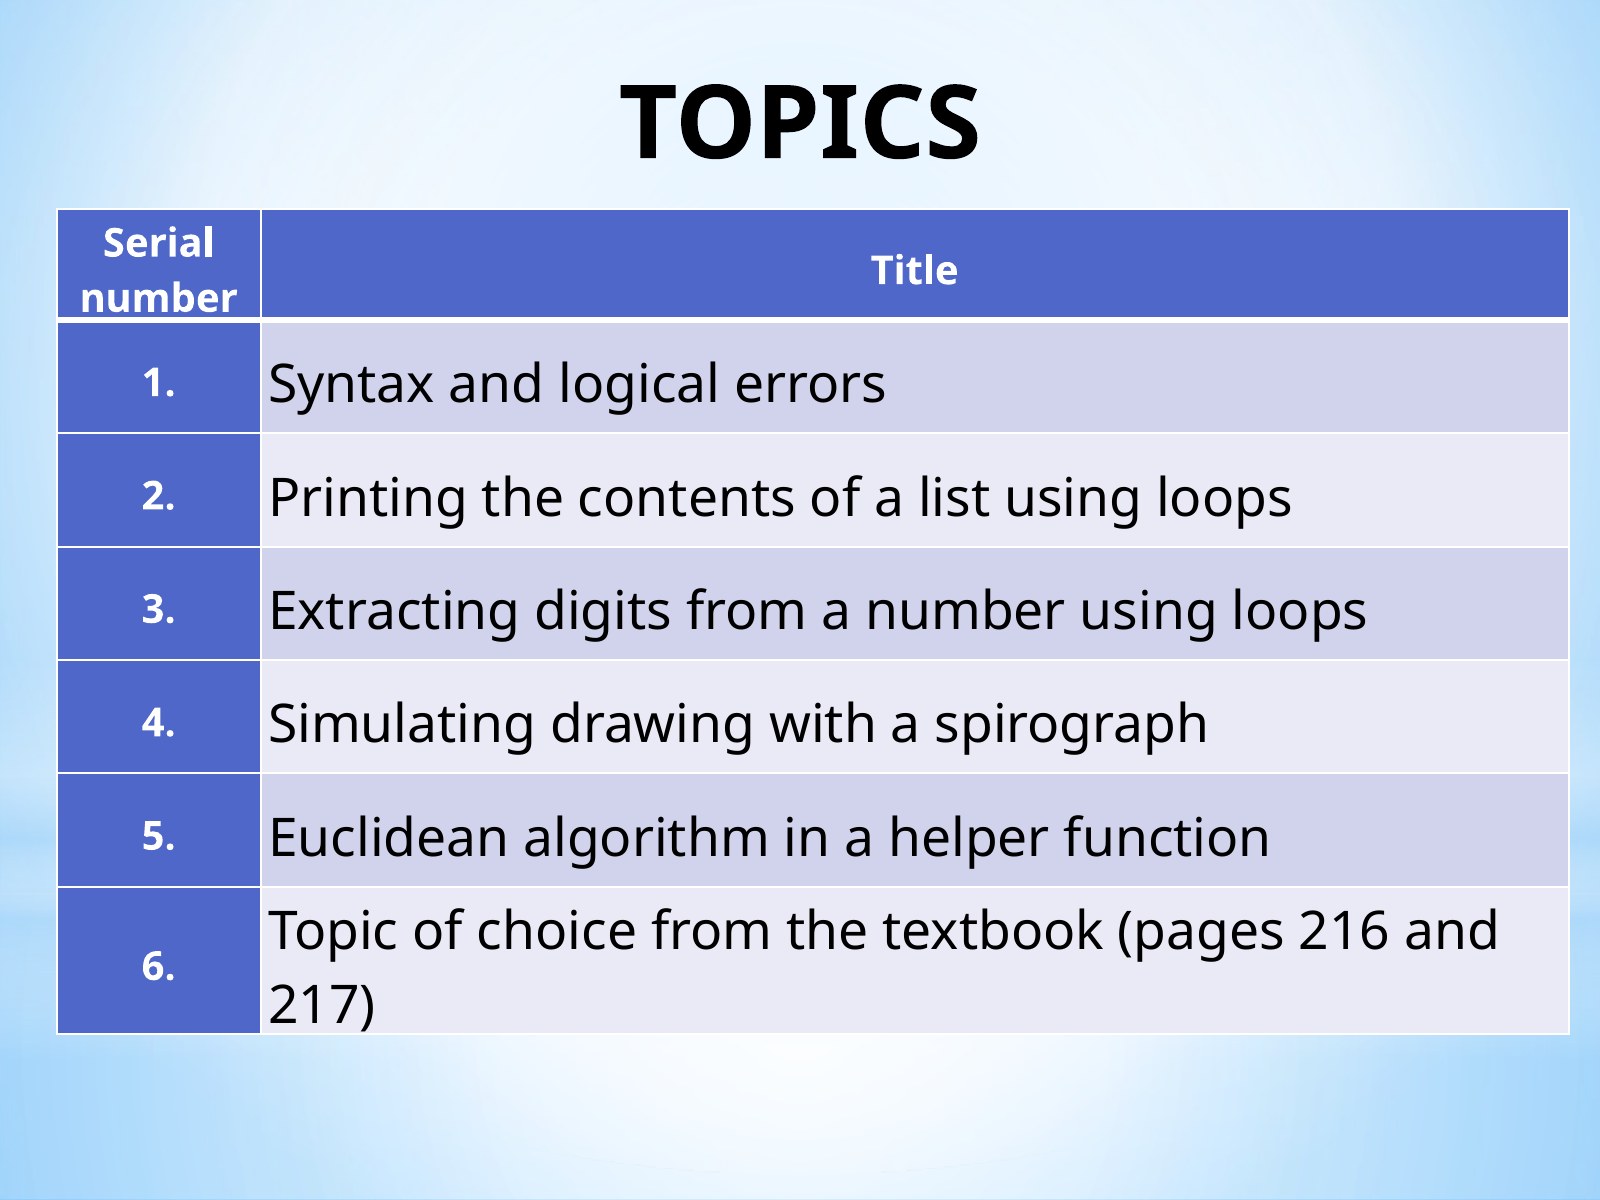 TOPICS
Serial
number
Title
1.
Syntax and logical errors
2.
Printing the contents of a list using loops
3.
Extracting digits from a number using loops
4.
Simulating drawing with a spirograph
5.
Euclidean algorithm in a helper function
6.
Topic of choice from the textbook (pages 216 and
217)